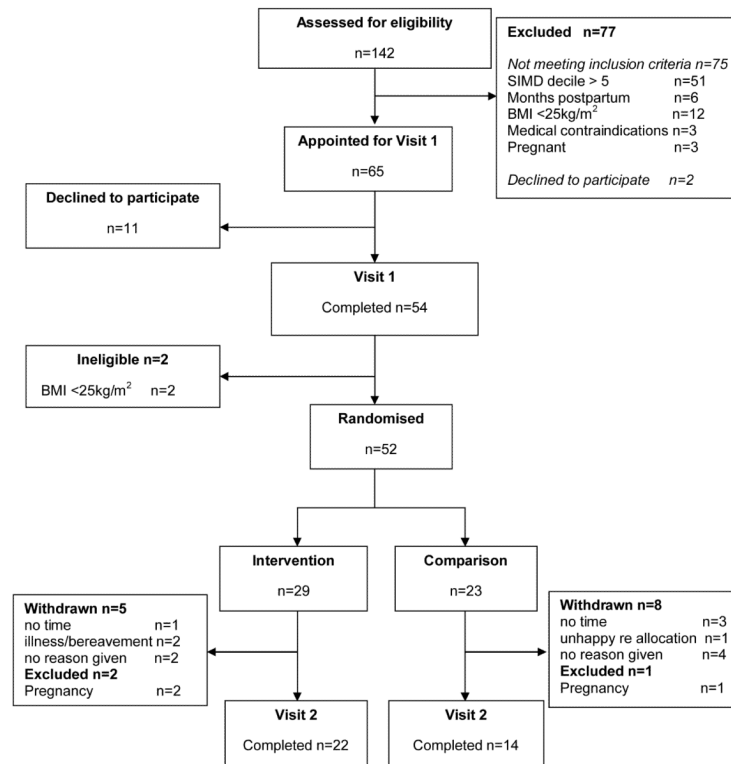 Assessed for eligibility
n=142
Excluded n=77
Not meeting inclusion criteria n=75
SIMD decile > 5 n=51
Months postpartum n=6
BMI <25kg/m² n=12
Medical contraindications n=3
Pregnant n=3
Declined to participate n=2
Appointed for Visit 1
n=65
Declined to participate
n=11
Visit 1
Completed n=54
Ineligible n=2
BMI <25kg/m² n=2
Randomised
n=52
Intervention
n=29
Comparison
n=23
Withdrawn n=5
no time n=1
illness/bereavement n=2
no reason given n=2
Excluded n=2
Pregnancy n=2
Withdrawn n=8
no time n=3
unhappy re allocation n=1
no reason given n=4
Excluded n=1
Pregnancy n=1
Visit 2
Completed n=22
Visit 2
Completed n=14